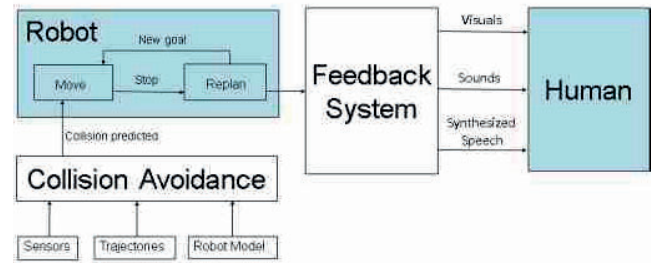 Robot
New goal
Move
Stop
Replan
Collision predicted
Collision Avoidance
Sensors
Trajectories
Robot Model
Feedback
System
Visuals
Sounds
Synthesized
Speech
Human